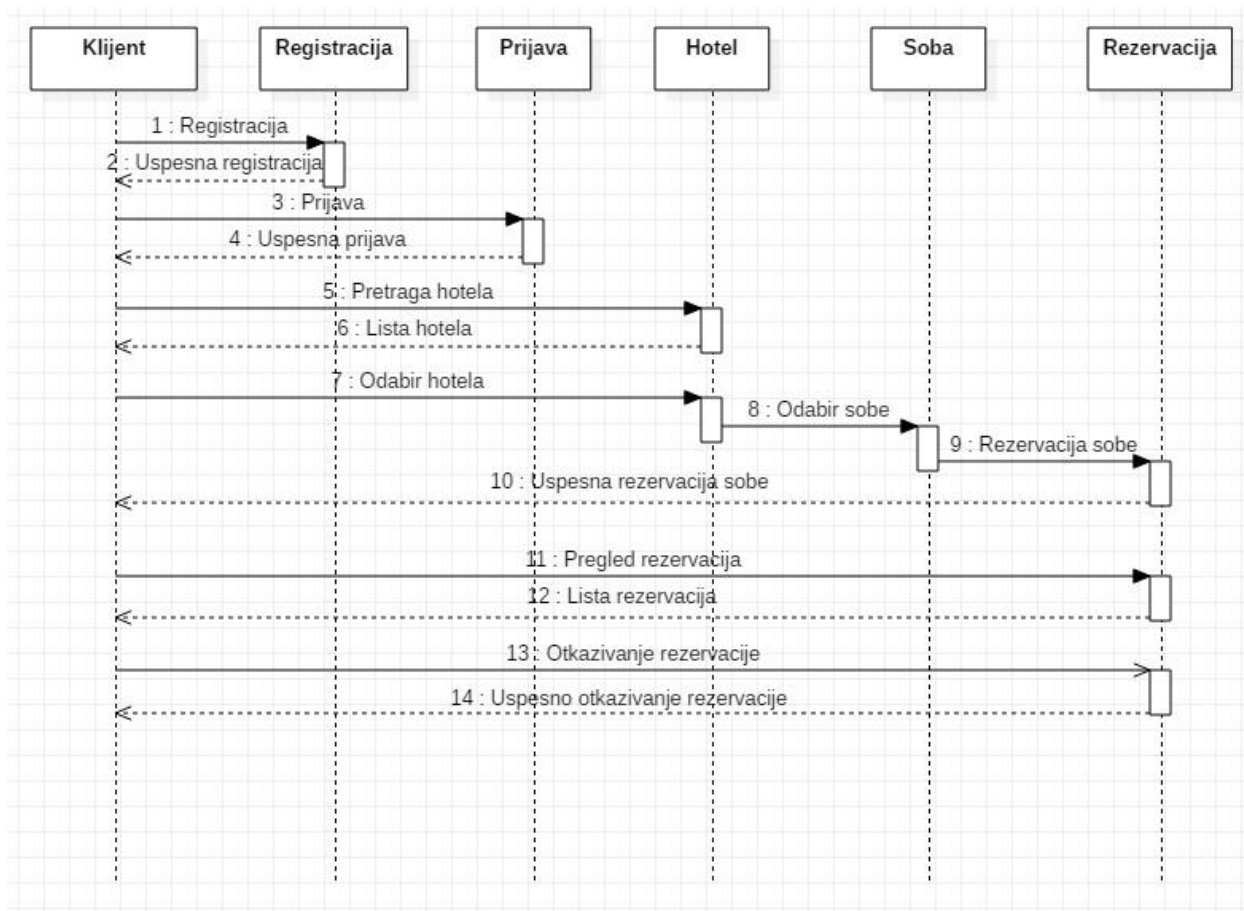 Klijent
Registracija
Prijava
Hotel
Soba
Rezervacija
1 : Registracija
2 : Uspesna registracija
3 : Prijava
4 : Uspesna prijava
5 : Pretraga hotela
6 : Lista hotela
7 : Odabir hotela
8 : Odabir sobe
9 : Rezervacija sobe
10 : Uspesna rezervacija sobe
11 : Pregled rezervacija
12 : Lista rezervacija
13 : Otkazivanje rezervacije
14 : Uspesno otkazivanje rezervacije